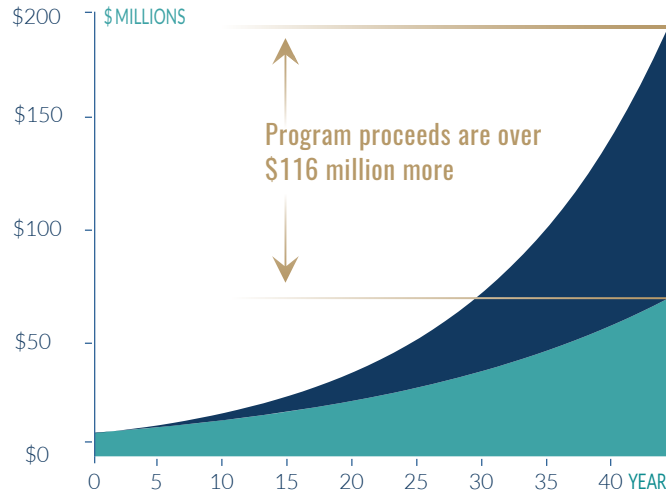 $200
$ MILLIONS
$150
Program proceeds are over
$116 million more
$100
$50
$0
0 5 10 15 20 25 30 35 40 YEAR